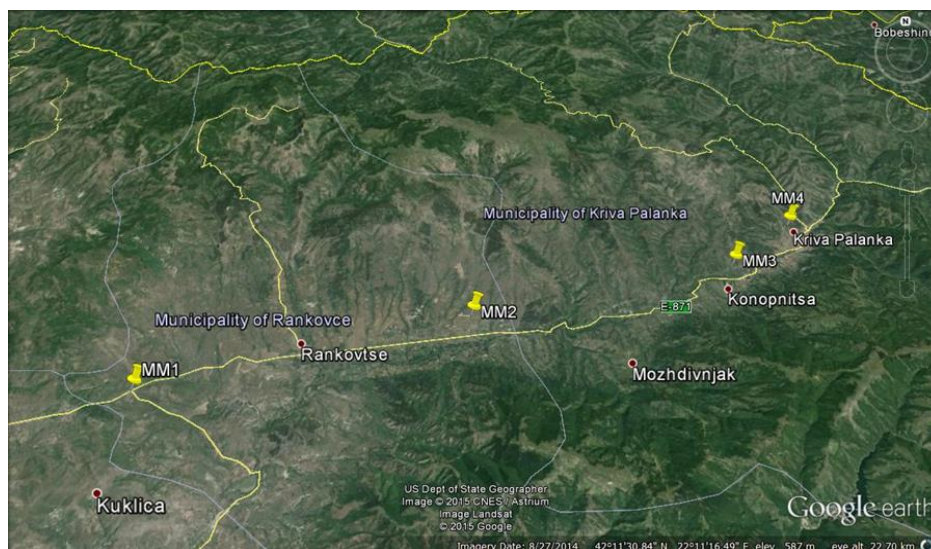 Bobeshino
N
MM4
Municipality of Kriva Palanka
Kriva Palanka
MM3
Konopnitsa
MM2
E-871
Municipality of Rankovce
Rankovtse
Mozhdivnjak
MM1
Kuklica
US Dept of State Geographer
Image © 2015 CNES / Astrium
Image Landsat
© 2015 Google
Google earth
Imagery Date: 8/27/2014 42°11'30.84" N 22°11'16.49" E elev 587 m eye alt 22.70 km